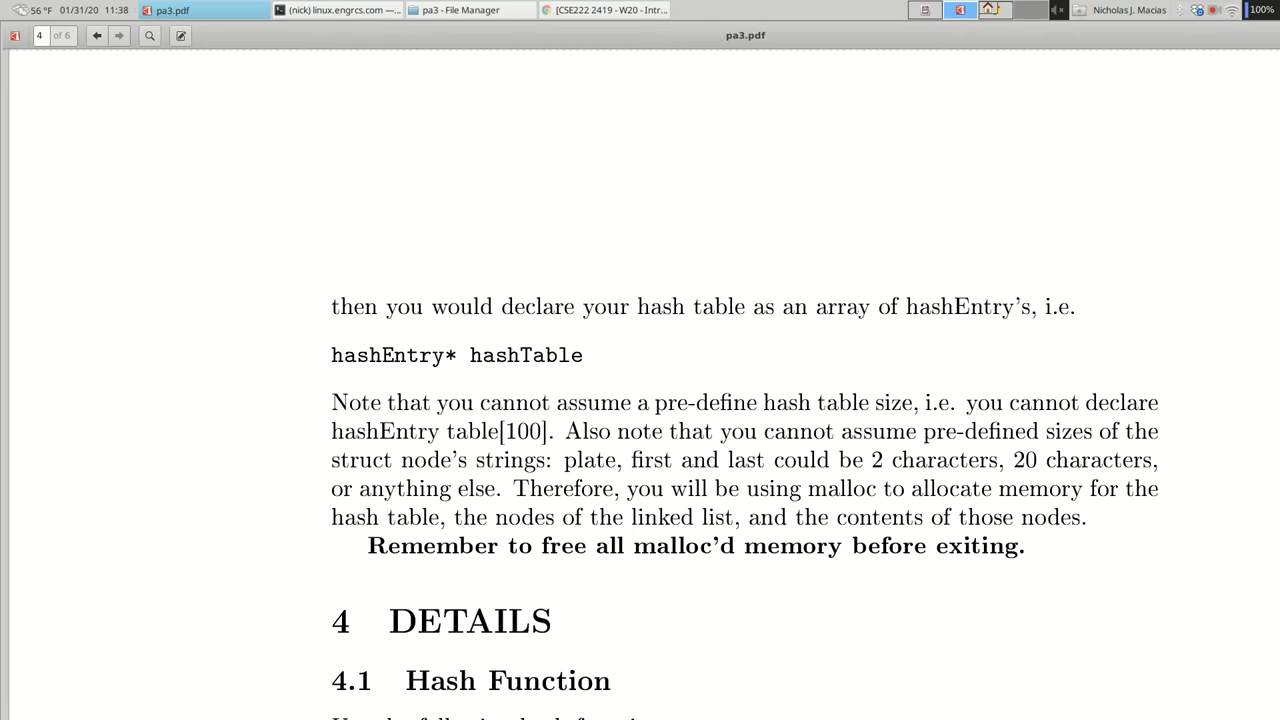 56 °F 01/31/20 11:38 pa3.pdf (nick) linux.engrcs.com —... pa3 - File Manager [CSE222 2419 - W20 - Intr... Nicholas J. Macias 100%
4 of 6 pa3.pdf
then you would declare your hash table as an array of hashEntry's, i.e.
hashEntry* hashTable
Note that you cannot assume a pre-define hash table size, i.e. you cannot declare
hashEntry table[100]. Also note that you cannot assume pre-defined sizes of the
struct node's strings: plate, first and last could be 2 characters, 20 characters,
or anything else. Therefore, you will be using malloc to allocate memory for the
hash table, the nodes of the linked list, and the contents of those nodes.
Remember to free all malloc'd memory before exiting.
4 DETAILS
4.1 Hash Function